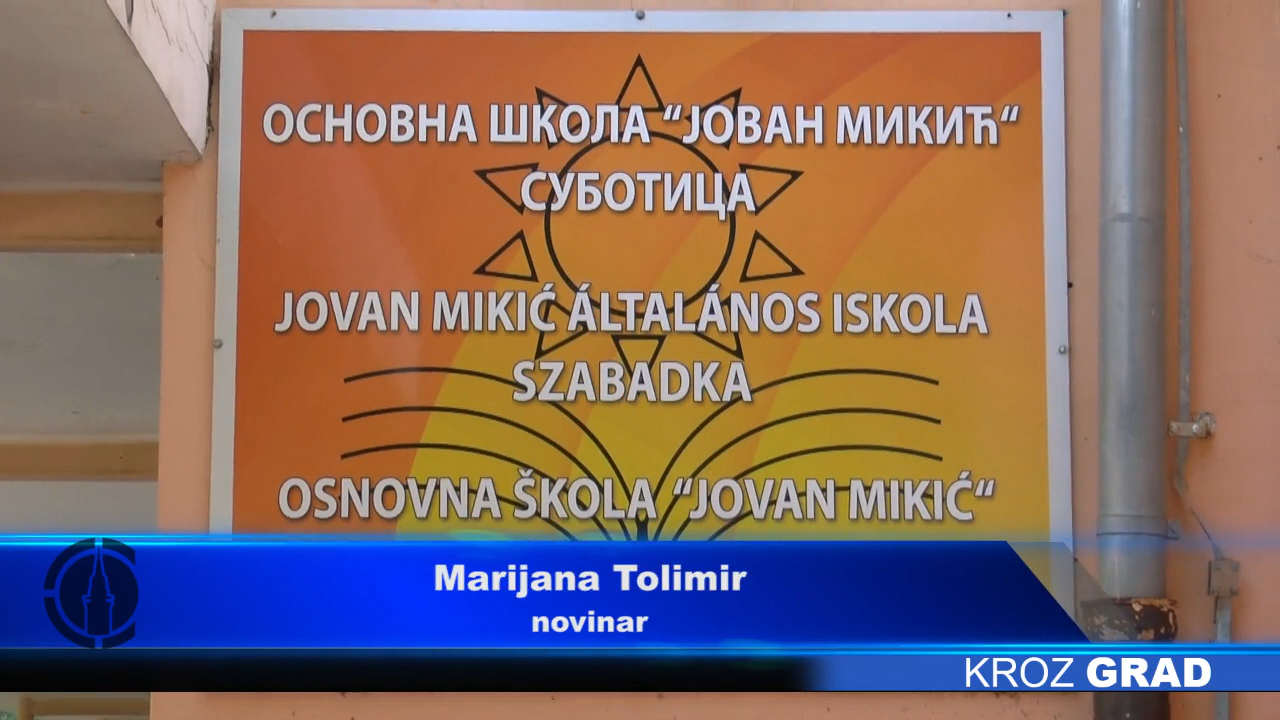 ОСНОВНА ШКОЛА “ЈОВАН МИКИЋ“
СУБОТИЦА
JOVAN MIKIĆ ÁLTALÁNOS ISKOLA
SZABADKA
OSNOVNA ŠKOLA “JOVAN MIKIĆ“
Marijana Tolimir
novinar
KROZ GRAD